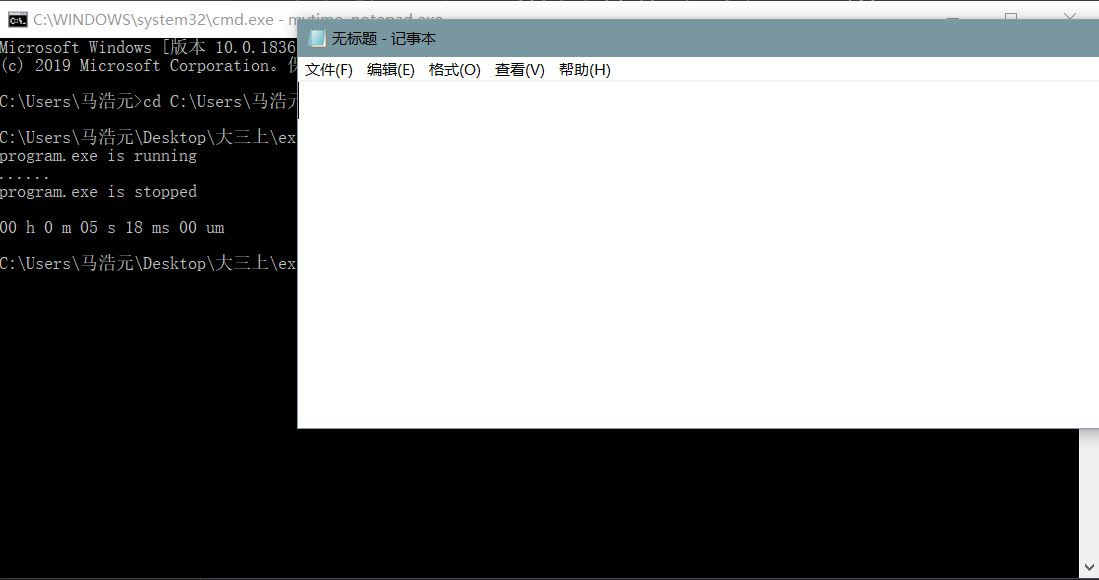 C:\WINDOWS\system32\cmd.exe - mytime notepad.exe
无标题 - 记事本
文件(F) 编辑(E) 格式(O) 查看(V) 帮助(H)
Microsoft Windows [版本 10.0.1836
(c) 2019 Microsoft Corporation。
C:\Users\马浩元>cd C:\Users\马浩元
C:\Users\马浩元\Desktop\大三上\ex
program.exe is running
......
program.exe is stopped
00 h 0 m 05 s 18 ms 00 um
C:\Users\马浩元\Desktop\大三上\ex